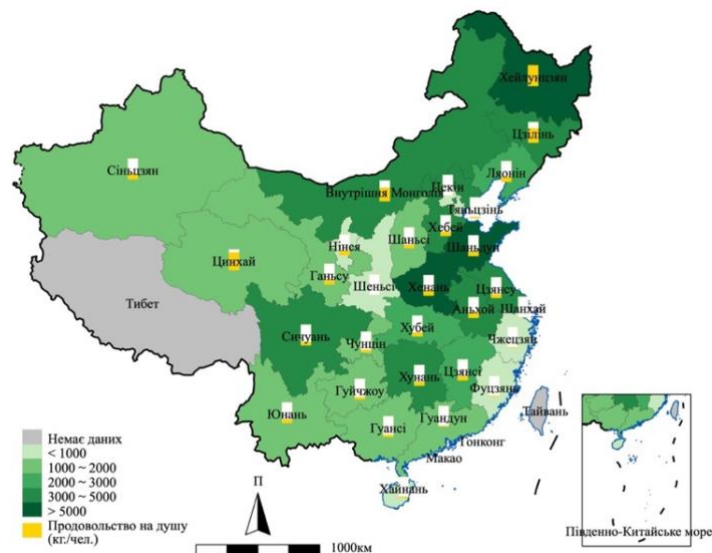 Хейлунцзян
Цзілінь
Ляонін
Сіньцзян
Внутрішня Монголія
Пекін
Тяньцзінь
Хебей
Шаньсі
Шаньдун
Нінея
Цинхай
Ганьсу
Шеньсі
Хенань
Цзянсу
Аньхой
Шанхай
Тибет
Сичуань
Хубей
Чунцін
Чжецзян
Хунань
Цзянсі
Гуйчжоу
Фуцзянь
Юнань
Гуансі
Гуандун
Тайвань
Гонконг
Макао
Хайнань
Немає даних
< 1000
1000 ~ 2000
2000 ~ 3000
3000 ~ 5000
> 5000
Продовольство на душу
(кг./чел.)
П
1000км
Південно-Китайське море